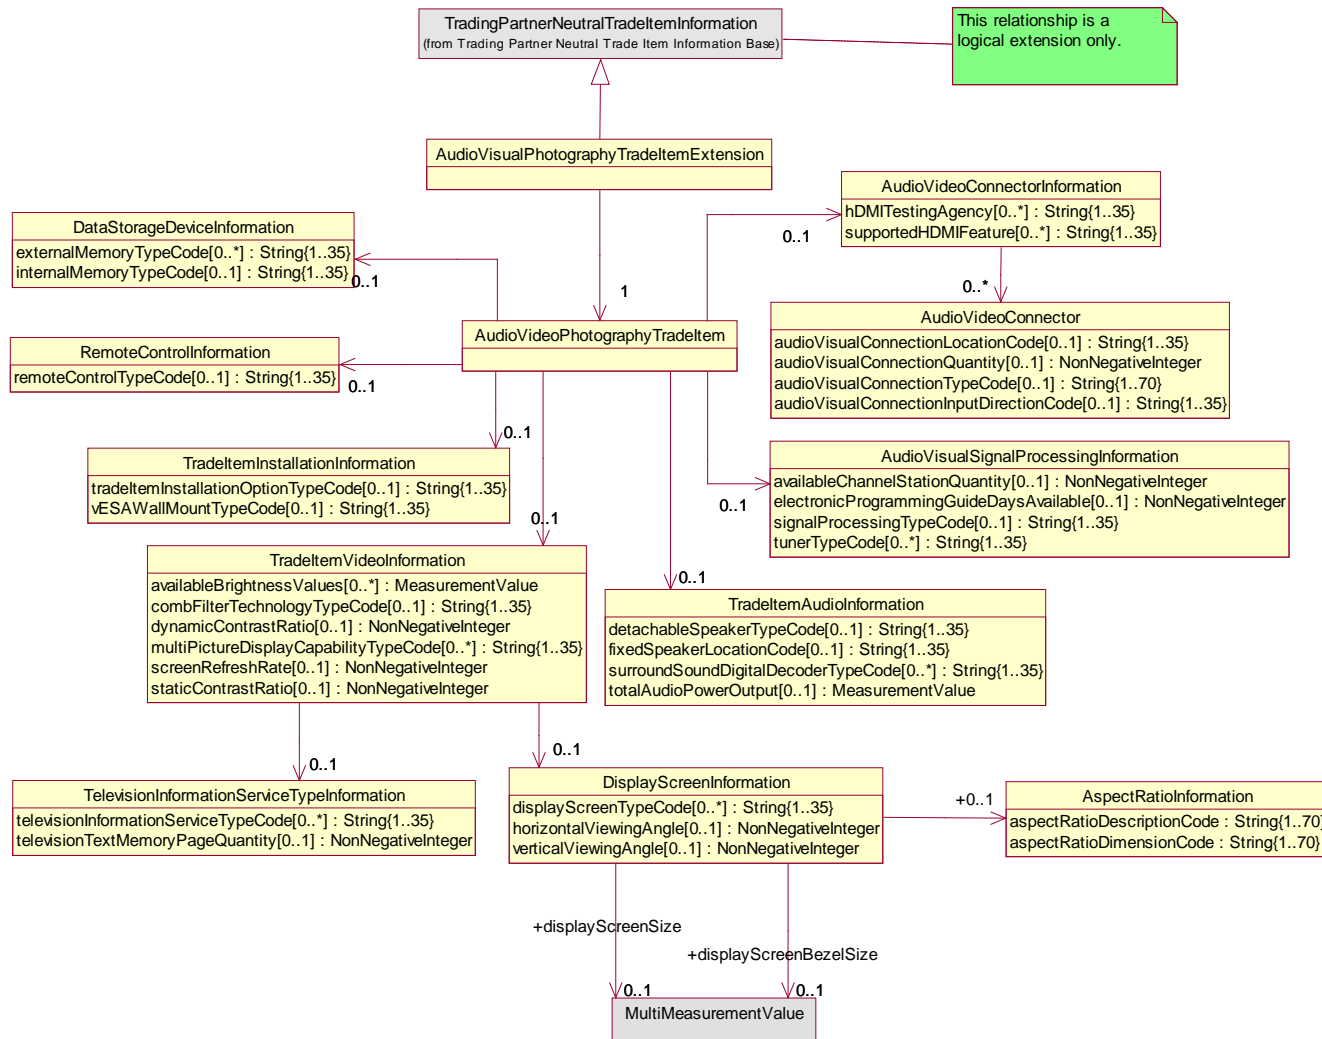 TradingPartnerNeutralTradeItemInformation
(from Trading Partner Neutral Trade Item Information Base)
This relationship is a
logical extension only.
AudioVisualPhotographyTradeItemExtension
AudioVideoConnectorInformation
hDMITestingAgency[0..*] : String{1..35}
supportedHDMIFeature[0..*] : String{1..35}
0..1
DataStorageDeviceInformation
externalMemoryTypeCode[0..*] : String{1..35}
internalMemoryTypeCode[0..1] : String{1..35}
0..1
1
0..*
AudioVideoConnector
audioVisualConnectionLocationCode[0..1] : String{1..35}
audioVisualConnectionQuantity[0..1] : NonNegativeInteger
audioVisualConnectionTypeCode[0..1] : String{1..70}
audioVisualConnectionInputDirectionCode[0..1] : String{1..35}
AudioVideoPhotographyTradeItem
RemoteControlInformation
remoteControlTypeCode[0..1] : String{1..35}
0..1
0..1
TradeItemInstallationInformation
tradeItemInstallationOptionTypeCode[0..1] : String{1..35}
vESAWallMountTypeCode[0..1] : String{1..35}
AudioVisualSignalProcessingInformation
availableChannelStationQuantity[0..1] : NonNegativeInteger
electronicProgrammingGuideDaysAvailable[0..1] : NonNegativeInteger
signalProcessingTypeCode[0..1] : String{1..35}
tunerTypeCode[0..*] : String{1..35}
0..1
0..1
TradeItemVideoInformation
availableBrightnessValues[0..*] : MeasurementValue
combFilterTechnologyTypeCode[0..1] : String{1..35}
dynamicContrastRatio[0..1] : NonNegativeInteger
multiPictureDisplayCapabilityTypeCode[0..*] : String{1..35}
screenRefreshRate[0..1] : NonNegativeInteger
staticContrastRatio[0..1] : NonNegativeInteger
0..1
TradeItemAudioInformation
detachableSpeakerTypeCode[0..1] : String{1..35}
fixedSpeakerLocationCode[0..1] : String{1..35}
surroundSoundDigitalDecoderTypeCode[0..*] : String{1..35}
totalAudioPowerOutput[0..1] : MeasurementValue
0..1
0..1
TelevisionInformationServiceTypeInformation
televisionInformationServiceTypeCode[0..*] : String{1..35}
televisionTextMemoryPageQuantity[0..1] : NonNegativeInteger
DisplayScreenInformation
displayScreenTypeCode[0..*] : String{1..35}
horizontalViewingAngle[0..1] : NonNegativeInteger
verticalViewingAngle[0..1] : NonNegativeInteger
+0..1
AspectRatioInformation
aspectRatioDescriptionCode : String{1..70}
aspectRatioDimensionCode : String{1..70}
+displayScreenSize
+displayScreenBezelSize
0..1
0..1
MultiMeasurementValue